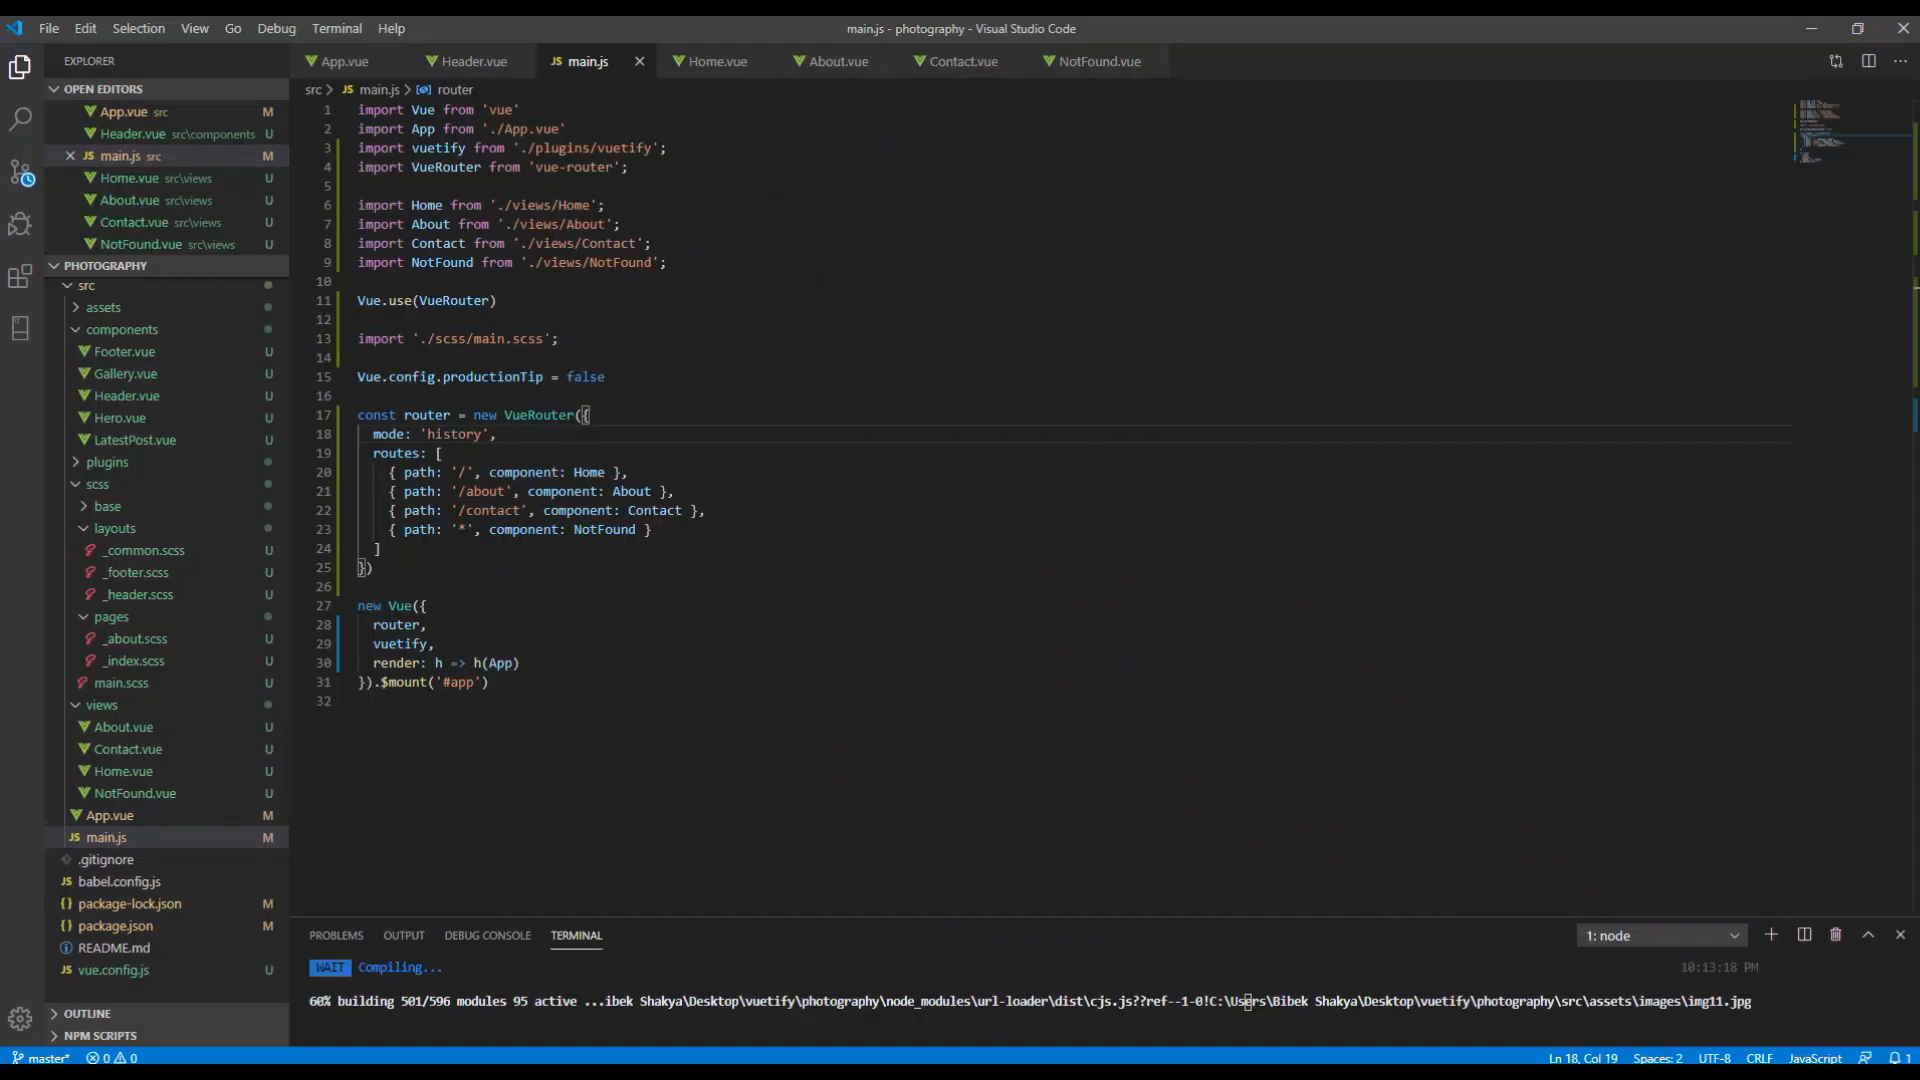 File Edit Selection View Go Debug Terminal Help
main.js - photography - Visual Studio Code
EXPLORER
OPEN EDITORS
App.vue src M
Header.vue src\components U
main.js src M
Home.vue src\views U
About.vue src\views U
Contact.vue src\views U
NotFound.vue src\views U
PHOTOGRAPHY
src
assets
components
Footer.vue U
Gallery.vue U
Header.vue U
Hero.vue U
LatestPost.vue U
plugins
scss
base
layouts
_common.scss U
_footer.scss U
_header.scss U
pages
_about.scss U
_index.scss U
main.scss U
views
About.vue U
Contact.vue U
Home.vue U
NotFound.vue U
App.vue M
JS main.js M
.gitignore
JS babel.config.js
{} package-lock.json M
{} package.json M
README.md
JS vue.config.js U
OUTLINE
NPM SCRIPTS
App.vue Header.vue JS main.js Home.vue About.vue Contact.vue NotFound.vue
src > JS main.js > router
1 import Vue from 'vue'
2 import App from './App.vue'
3 import vuetify from './plugins/vuetify';
4 import VueRouter from 'vue-router';
5
6 import Home from './views/Home';
7 import About from './views/About';
8 import Contact from './views/Contact';
9 import NotFound from './views/NotFound';
10
11 Vue.use(VueRouter)
12
13 import './scss/main.scss';
14
15 Vue.config.productionTip = false
16
17 const router = new VueRouter({
18 mode: 'history',
19 routes: [
20 { path: '/', component: Home },
21 { path: '/about', component: About },
22 { path: '/contact', component: Contact },
23 { path: '*', component: NotFound }
24 ]
25 })
26
27 new Vue({
28 router,
29 vuetify,
30 render: h => h(App)
31 }).$mount('#app')
32
PROBLEMS OUTPUT DEBUG CONSOLE TERMINAL
1: node
WAIT Compiling...
10:13:18 PM
60% building 501/596 modules 95 active ...ibek Shakya\Desktop\vuetify\photography\node_modules\url-loader\dist\cjs.js??ref--1-0!C:\Users\Bibek Shakya\Desktop\vuetify\photography\src\assets\images\img11.jpg
master* 0 0
Ln 18, Col 19 Spaces: 2 UTF-8 CRLF JavaScript 1